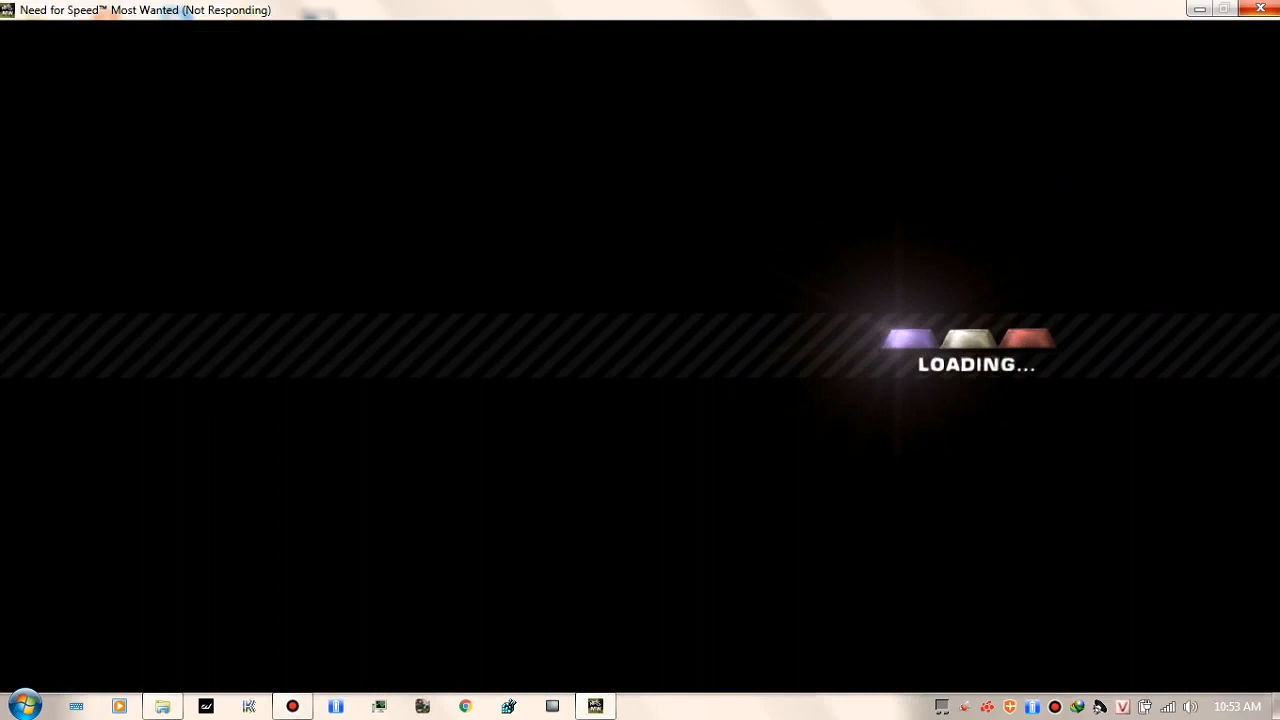 Need for Speed™ Most Wanted (Not Responding)
LOADING...
10:53 AM